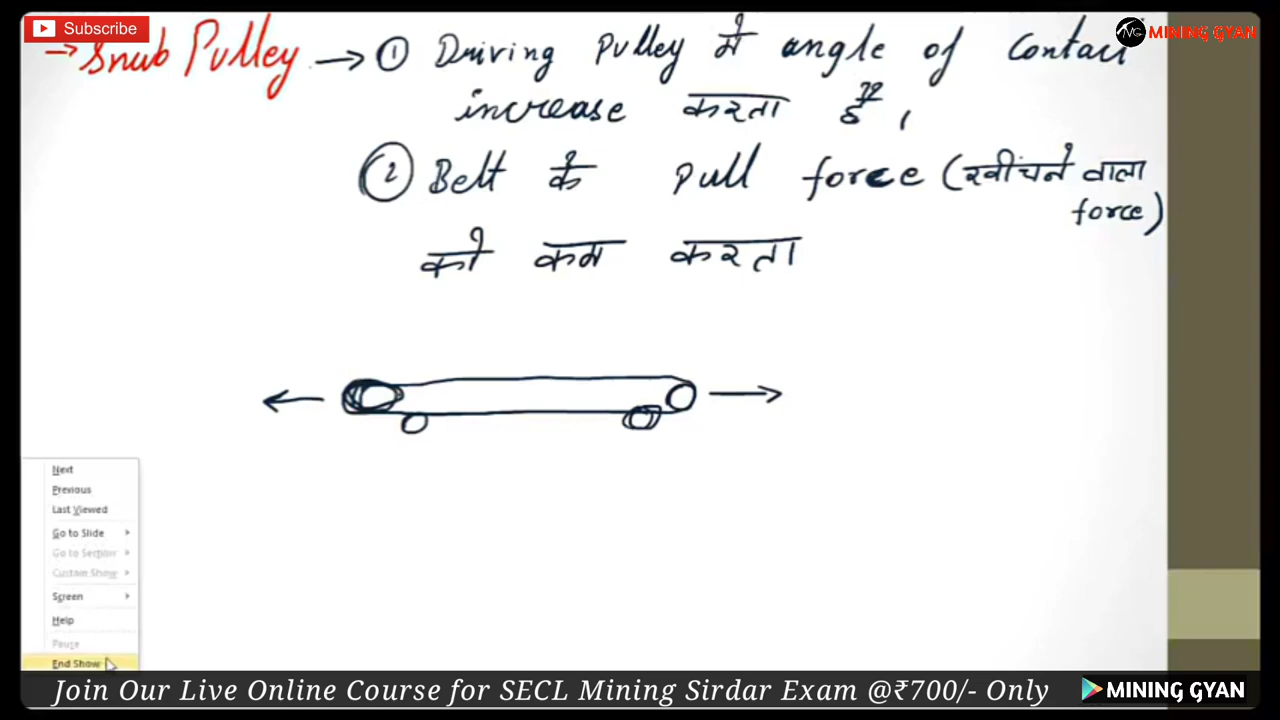 Subscribe
MINING GYAN
→ Snub Pulley → ① Driving Pulley में angle of Contact
increase करता है ।
② Belt के Pull force (खींचने वाला
force)
को कम करता
Next
Previous
Last Viewed
Go to Slide
Go to Section
Custom Show
Screen
Help
Pause
End Show
Join Our Live Online Course for SECL Mining Sirdar Exam @₹700/- Only
MINING GYAN